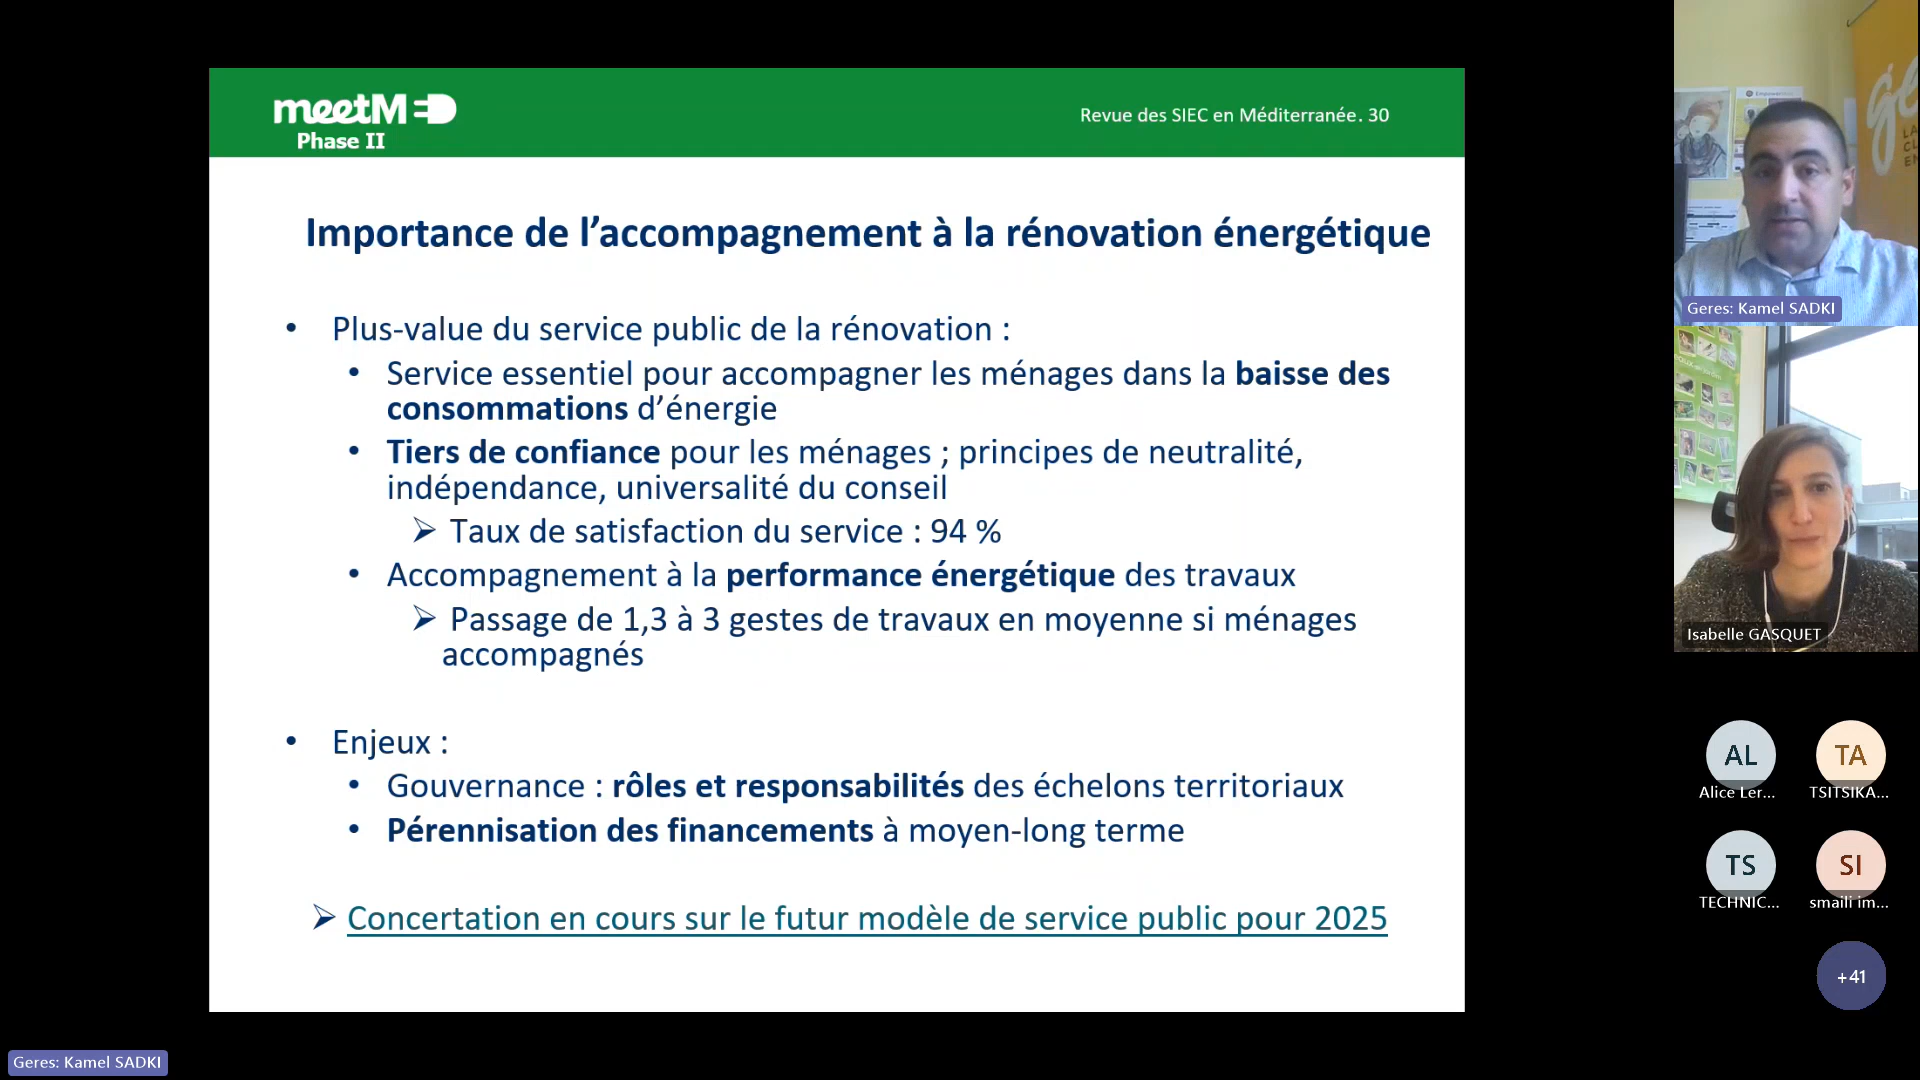 meetMED
Phase II
Revue des SIEC en Méditerranée. 30
Importance de l’accompagnement à la rénovation énergétique
• Plus-value du service public de la rénovation :
• Service essentiel pour accompagner les ménages dans la baisse des
consommations d’énergie
• Tiers de confiance pour les ménages ; principes de neutralité,
indépendance, universalité du conseil
➢ Taux de satisfaction du service : 94 %
• Accompagnement à la performance énergétique des travaux
➢ Passage de 1,3 à 3 gestes de travaux en moyenne si ménages
accompagnés
• Enjeux :
• Gouvernance : rôles et responsabilités des échelons territoriaux
• Pérennisation des financements à moyen-long terme
➢ Concertation en cours sur le futur modèle de service public pour 2025
Geres: Kamel SADKI
Isabelle GASQUET
AL
Alice Ler...
TA
TSITSIKA...
TS
TECHNIC...
SI
smaili im...
+41
Geres: Kamel SADKI